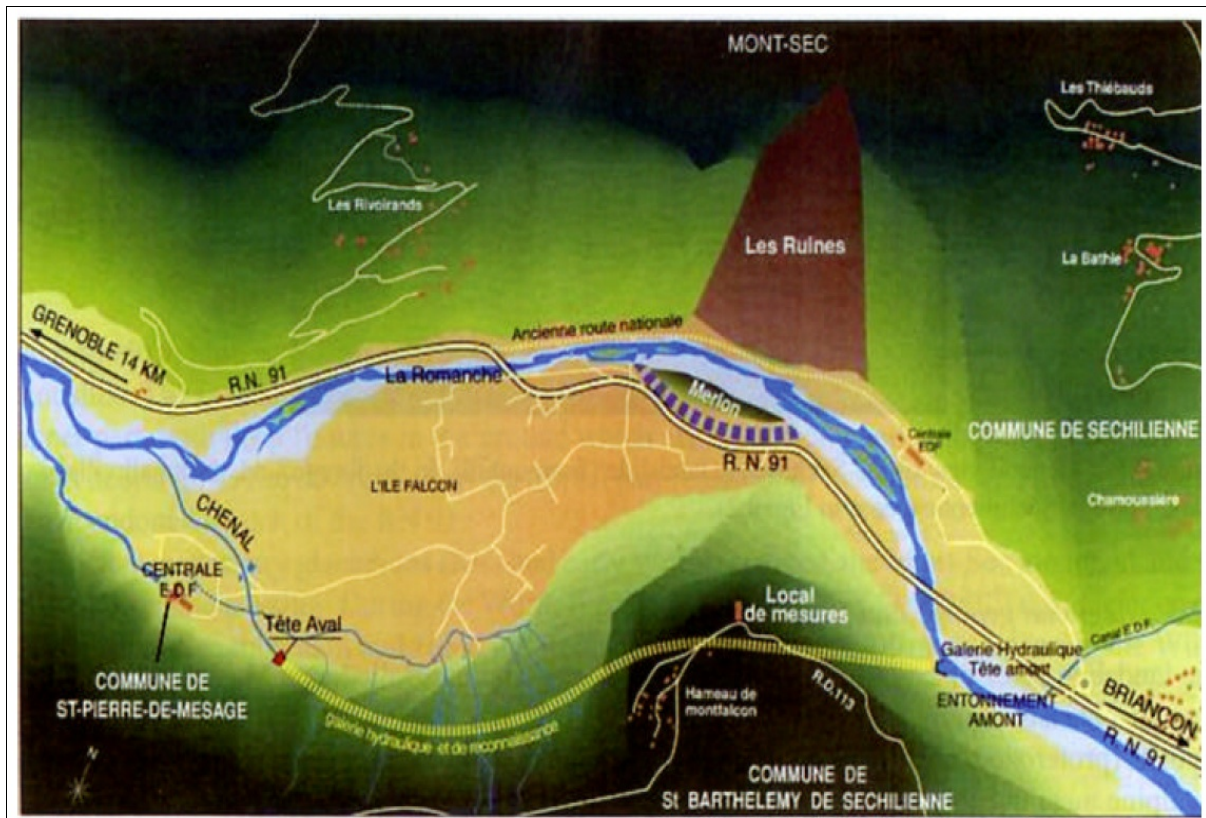 MONT-SEC
Les Thiébauds
Les Rivoirands
Les Ruînes
La Bathie
GRENOBLE 14 KM
Ancienne route nationale
R.N. 91
La Romanche
Merlon
Centrale
EDF
COMMUNE DE SECHILIENNE
R.N. 91
L'ILE FALCON
Chamoussière
CHENAL
CENTRALE
E.D.F
Local
de mesures
Tête Aval
Galerie Hydraulique
Tête amont
Canal E.D.F.
COMMUNE DE
ST-PIERRE-DE-MESAGE
Hameau de
montfalcon
R.D.113
ENTONNEMENT
AMONT
BRIANÇON
R.N. 91
galerie hydraulique et de reconnaissance
N
COMMUNE DE
St BARTHELEMY DE SECHILIENNE